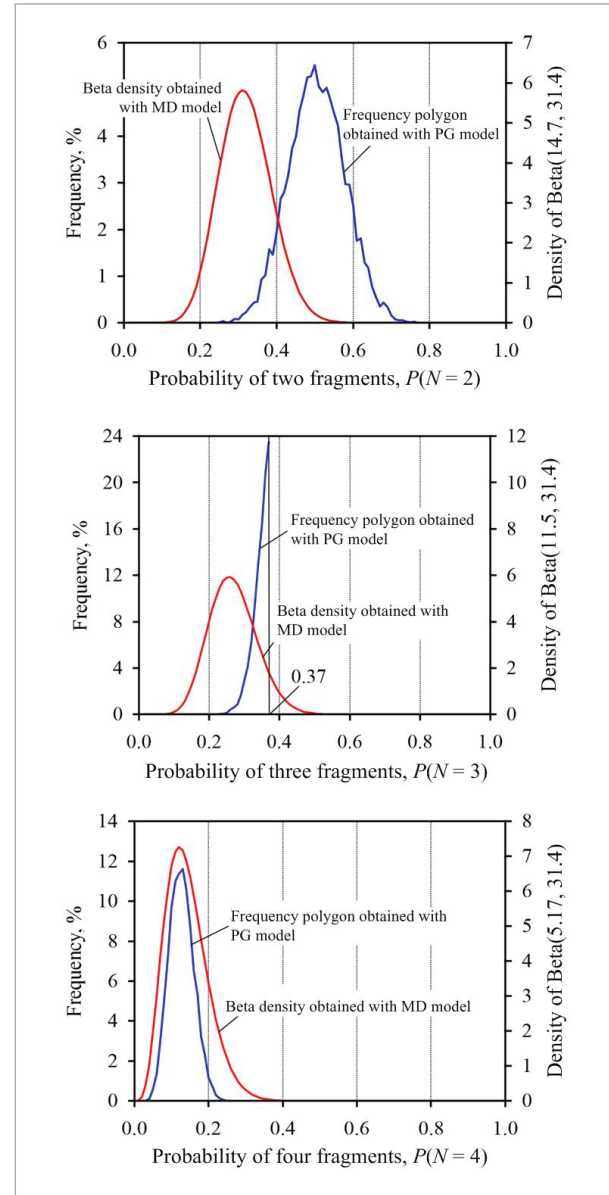 6
7
Beta density obtained
with MD model
6
Frequency polygon
obtained with PG model
5
4
4
3
3
2
2
1
1
0
0
0.0 0.2 0.4 0.6 0.8 1.0
Frequency, %
Density of Beta(14.7, 31.4)
Probability of two fragments, P(N = 2)
24
12
20
10
Frequency polygon obtained
with PG model
16
8
12
6
Beta density obtained with
MD model
8
4
4
2
0.37
0
0
0.0 0.2 0.4 0.6 0.8 1.0
Frequency, %
Density of Beta(11.5, 31.4)
Probability of three fragments, P(N = 3)
14
8
12
7
10
6
Frequency polygon obtained with
PG model
5
8
4
6
3
Beta density obtained with MD model
4
2
2
1
0
0
0.0 0.2 0.4 0.6 0.8 1.0
Frequency, %
Density of Beta(5.17, 31.4)
Probability of four fragments, P(N = 4)